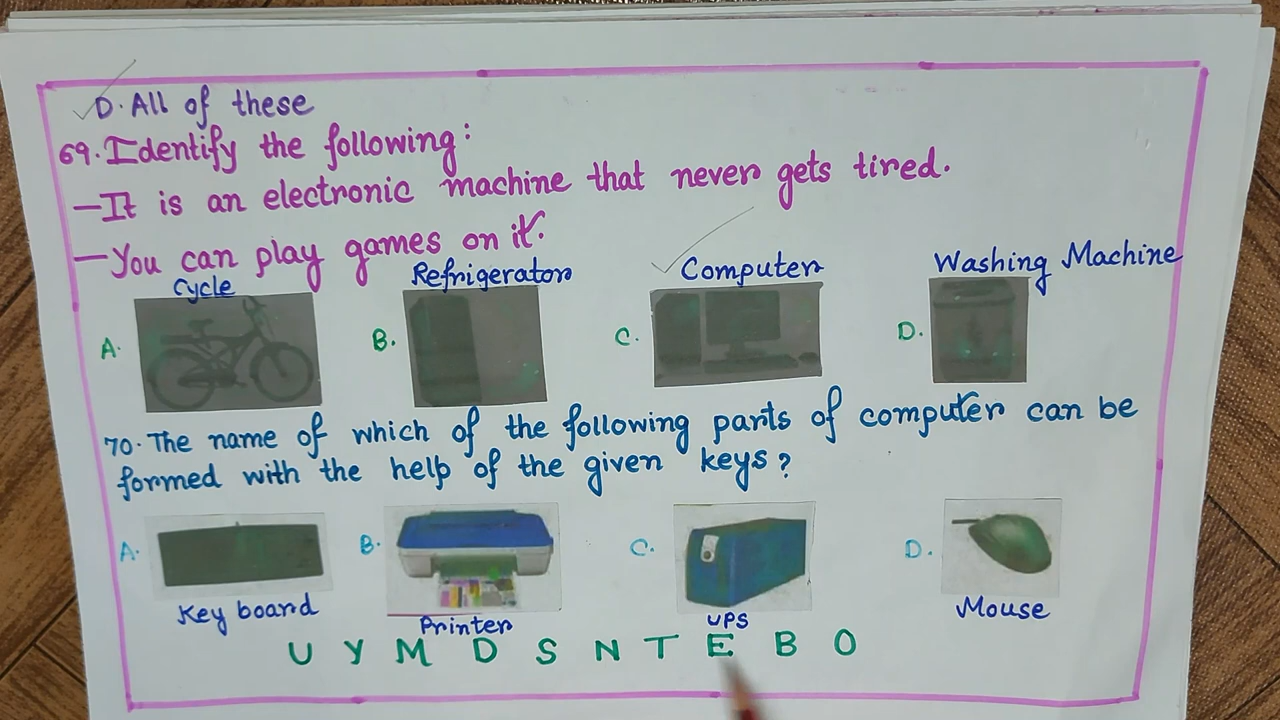 D. All of these
69. Identify the following:
—It is an electronic machine that never gets tired.
—You can play games on it.
Cycle Refrigerator Computer Washing Machine
A. B. C. D.
70. The name of which of the following parts of computer can be
formed with the help of the given keys?
A. B. C. D.
Key board Printer UPS Mouse
U Y M D S N T E B O